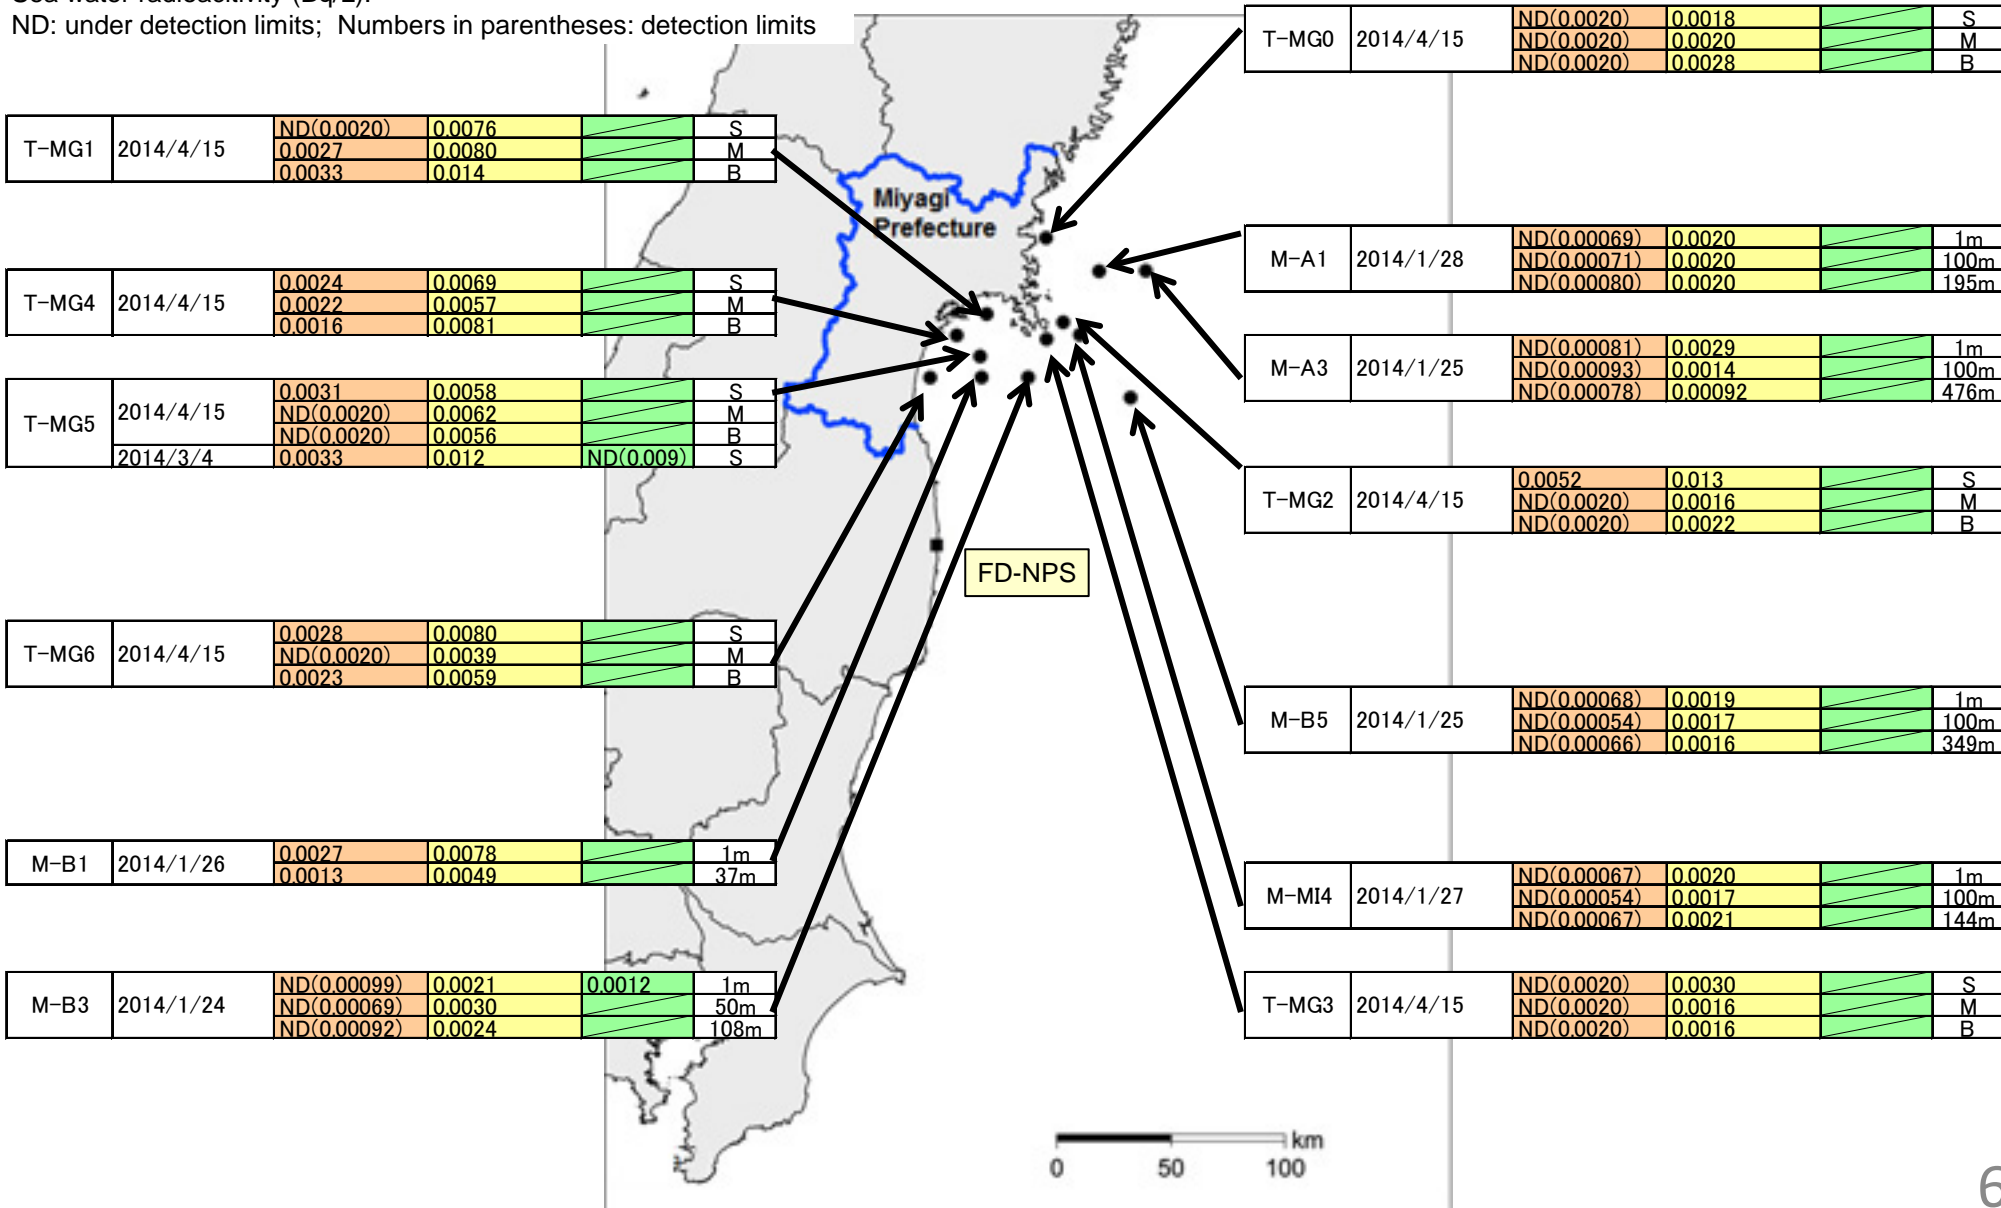 ND: under detection limits; Numbers in parentheses: detection limits
T-MG0 2014/4/15 ND(0.0020) 0.0018 S
ND(0.0020) 0.0020 M
ND(0.0020) 0.0028 B
T-MG1 2014/4/15 ND(0.0020) 0.0076 S
0.0027 0.0080 M
0.0033 0.014 B
Miyagi
Prefecture
M-A1 2014/1/28 ND(0.00069) 0.0020 1m
ND(0.00071) 0.0020 100m
ND(0.00080) 0.0020 195m
T-MG4 2014/4/15 0.0024 0.0069 S
0.0022 0.0057 M
0.0016 0.0081 B
M-A3 2014/1/25 ND(0.00081) 0.0029 1m
ND(0.00093) 0.0014 100m
ND(0.00078) 0.00092 476m
T-MG5 2014/4/15 0.0031 0.0058 S
ND(0.0020) 0.0062 M
ND(0.0020) 0.0056 B
2014/3/4 0.0033 0.012 ND(0.009) S
T-MG2 2014/4/15 0.0052 0.013 S
ND(0.0020) 0.0016 M
ND(0.0020) 0.0022 B
FD-NPS
T-MG6 2014/4/15 0.0028 0.0080 S
ND(0.0020) 0.0039 M
0.0023 0.0059 B
M-B5 2014/1/25 ND(0.00068) 0.0019 1m
ND(0.00054) 0.0017 100m
ND(0.00066) 0.0016 349m
M-B1 2014/1/26 0.0027 0.0078 1m
0.0013 0.0049 37m
M-MI4 2014/1/27 ND(0.00067) 0.0020 1m
ND(0.00054) 0.0017 100m
ND(0.00067) 0.0021 144m
M-B3 2014/1/24 ND(0.00099) 0.0021 0.0012 1m
ND(0.00069) 0.0030 50m
ND(0.00092) 0.0024 108m
T-MG3 2014/4/15 ND(0.0020) 0.0030 S
ND(0.0020) 0.0016 M
ND(0.0020) 0.0016 B
km
0 50 100
6